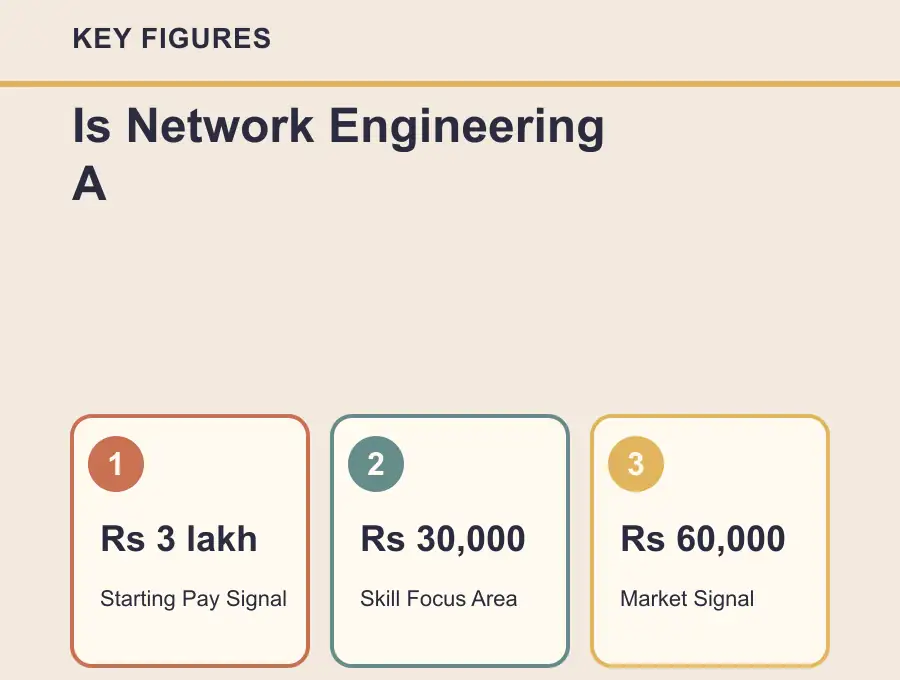 KEY FIGURES
Is Network Engineering
A
1
Rs 3 lakh
Starting Pay Signal
2
Rs 30,000
Skill Focus Area
3
Rs 60,000
Market Signal